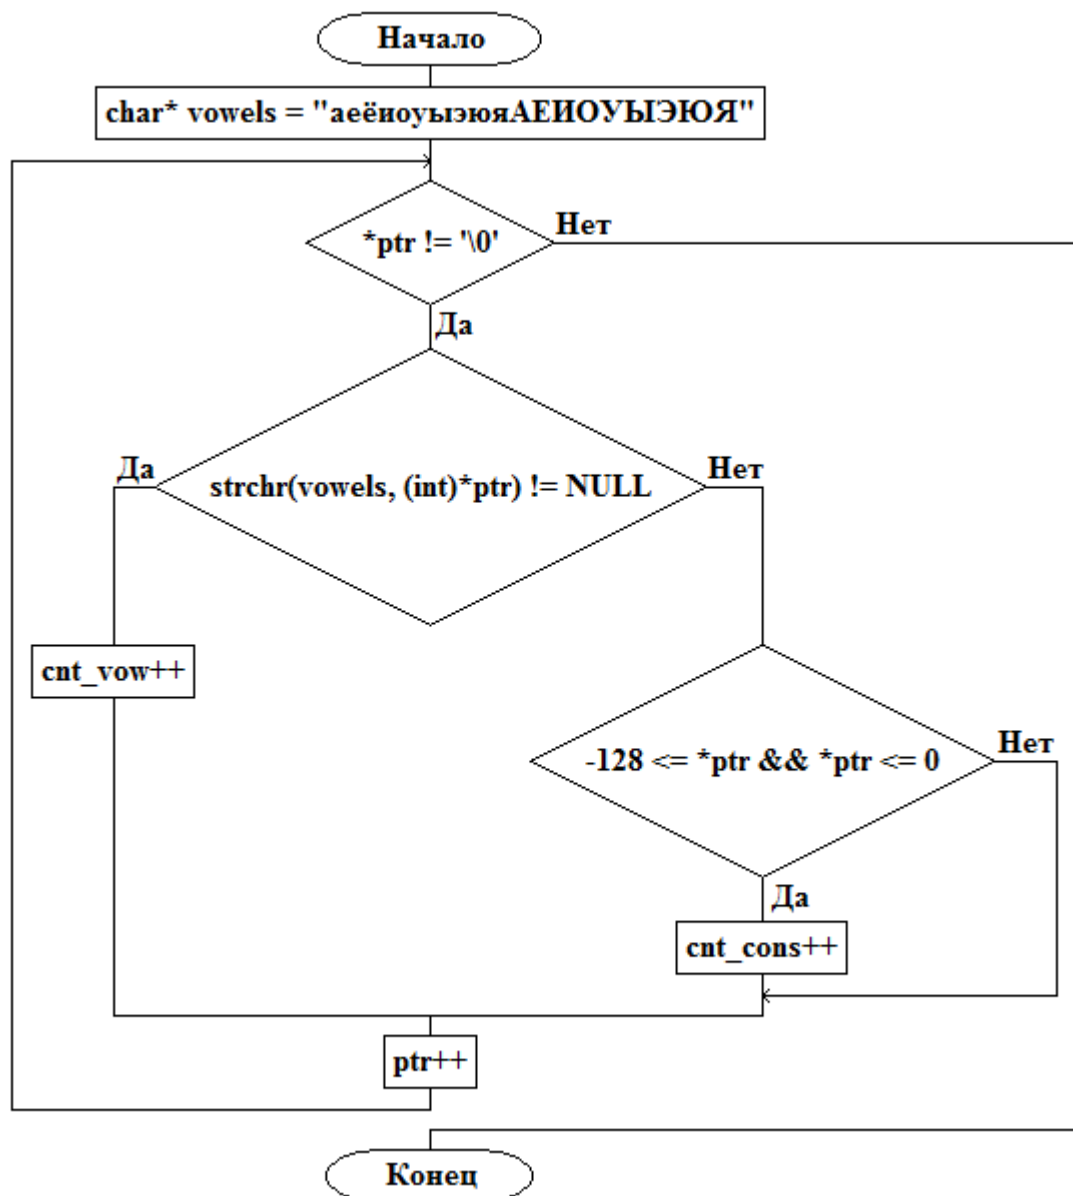 Начало
char* vowels = "аеёиоуыэюяАЕИОУЫЭЮЯ"
*ptr != '\0'
Нет
Да
Да
strchr(vowels, (int)*ptr) != NULL
Нет
cnt_vow++
-128 <= *ptr && *ptr <= 0
Нет
Да
cnt_cons++
ptr++
Конец